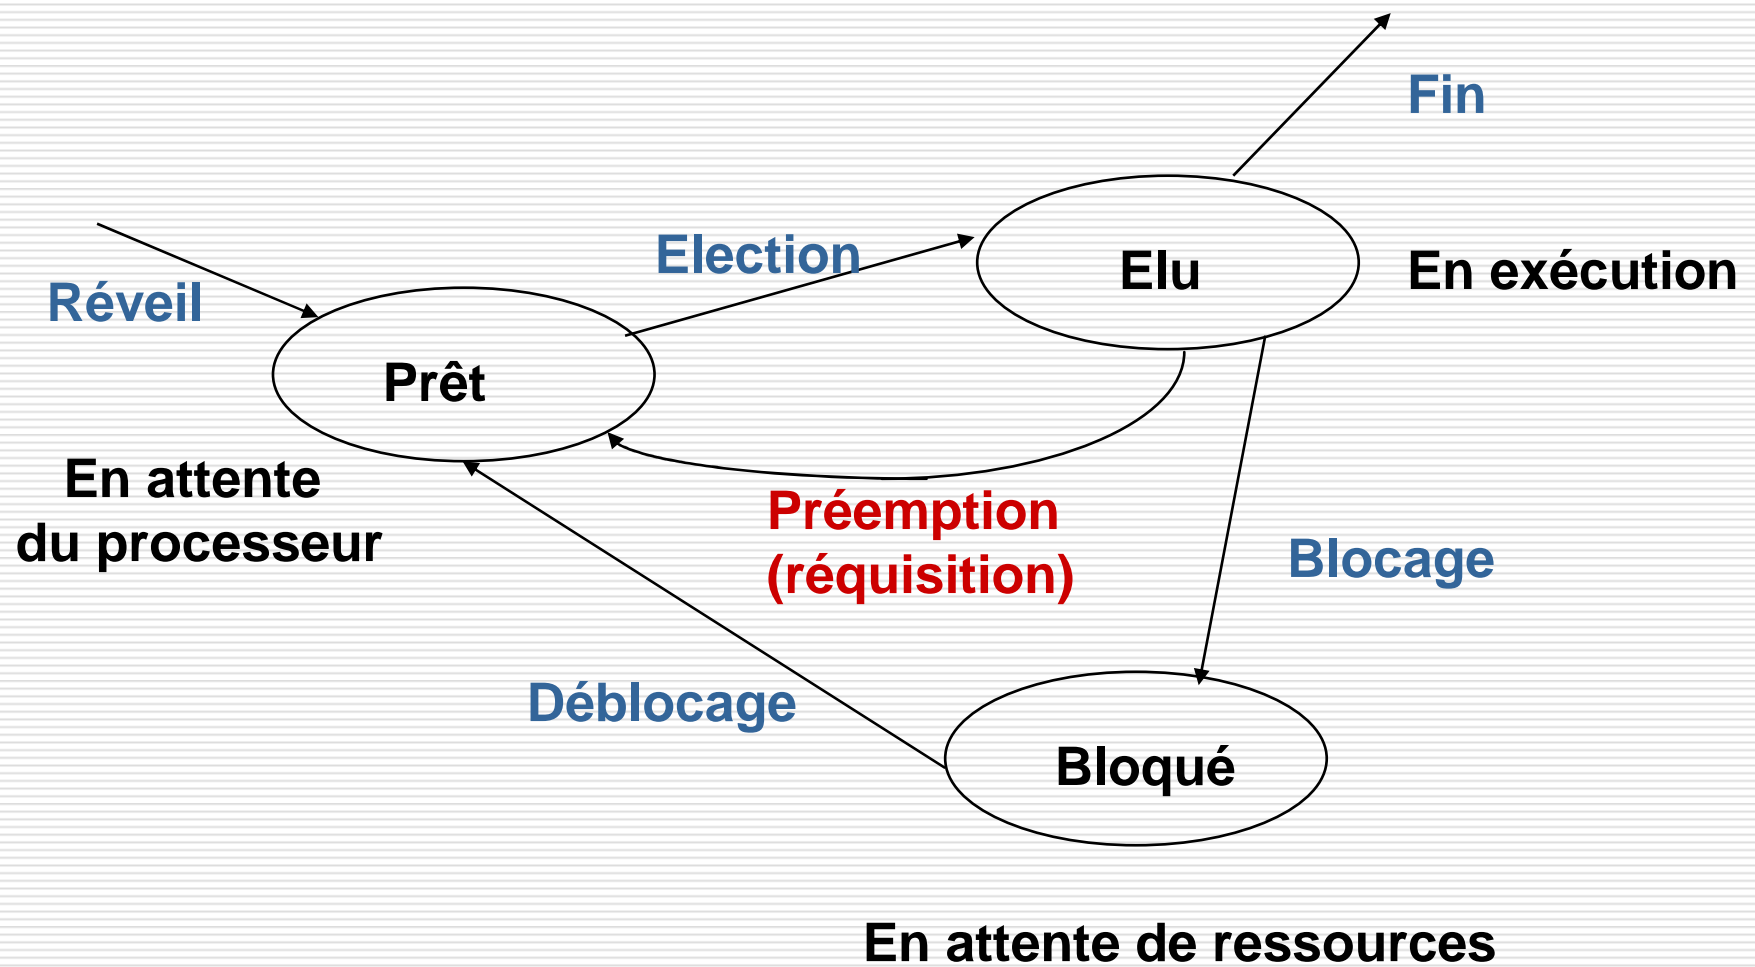 Fin
Election
Elu
En exécution
Réveil
Prêt
En attente
du processeur
Préemption
(réquisition)
Blocage
Déblocage
Bloqué
En attente de ressources